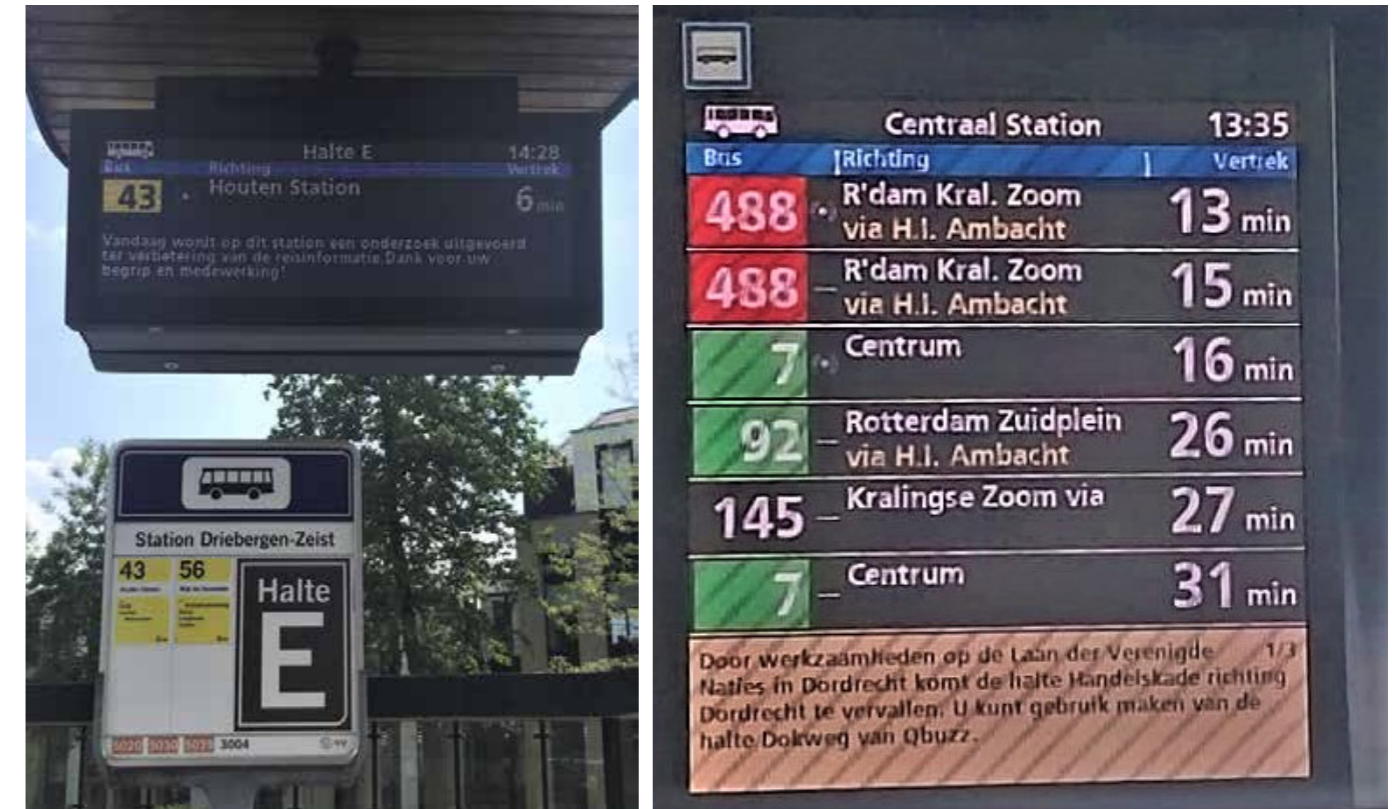 Halte E 14:28
Bus Richting Vertrek
43 Houten Station 6 min
Vandaag wordt op dit station een onderzoek uitgevoerd
ter verbetering van de reisinformatie.Dank voor uw
begrip en medewerking!
Station Driebergen-Zeist
43 56
Halte
E
5020 5030 5035 3004
Centraal Station 13:35
Bus Richting Vertrek
488 R'dam Kral. Zoom 13 min
via H.I. Ambacht
488 R'dam Kral. Zoom 15 min
via H.I. Ambacht
7 Centrum 16 min
92 Rotterdam Zuidplein 26 min
via H.I. Ambacht
145 Kralingse Zoom via 27 min
7 Centrum 31 min
Door werkzaamheden op de Laan der Verenigde 1/3
Naties in Dordrecht komt de halte Handelskade richting
Dordrecht te vervallen. U kunt gebruik maken van de
halte Dokweg van Qbuzz.